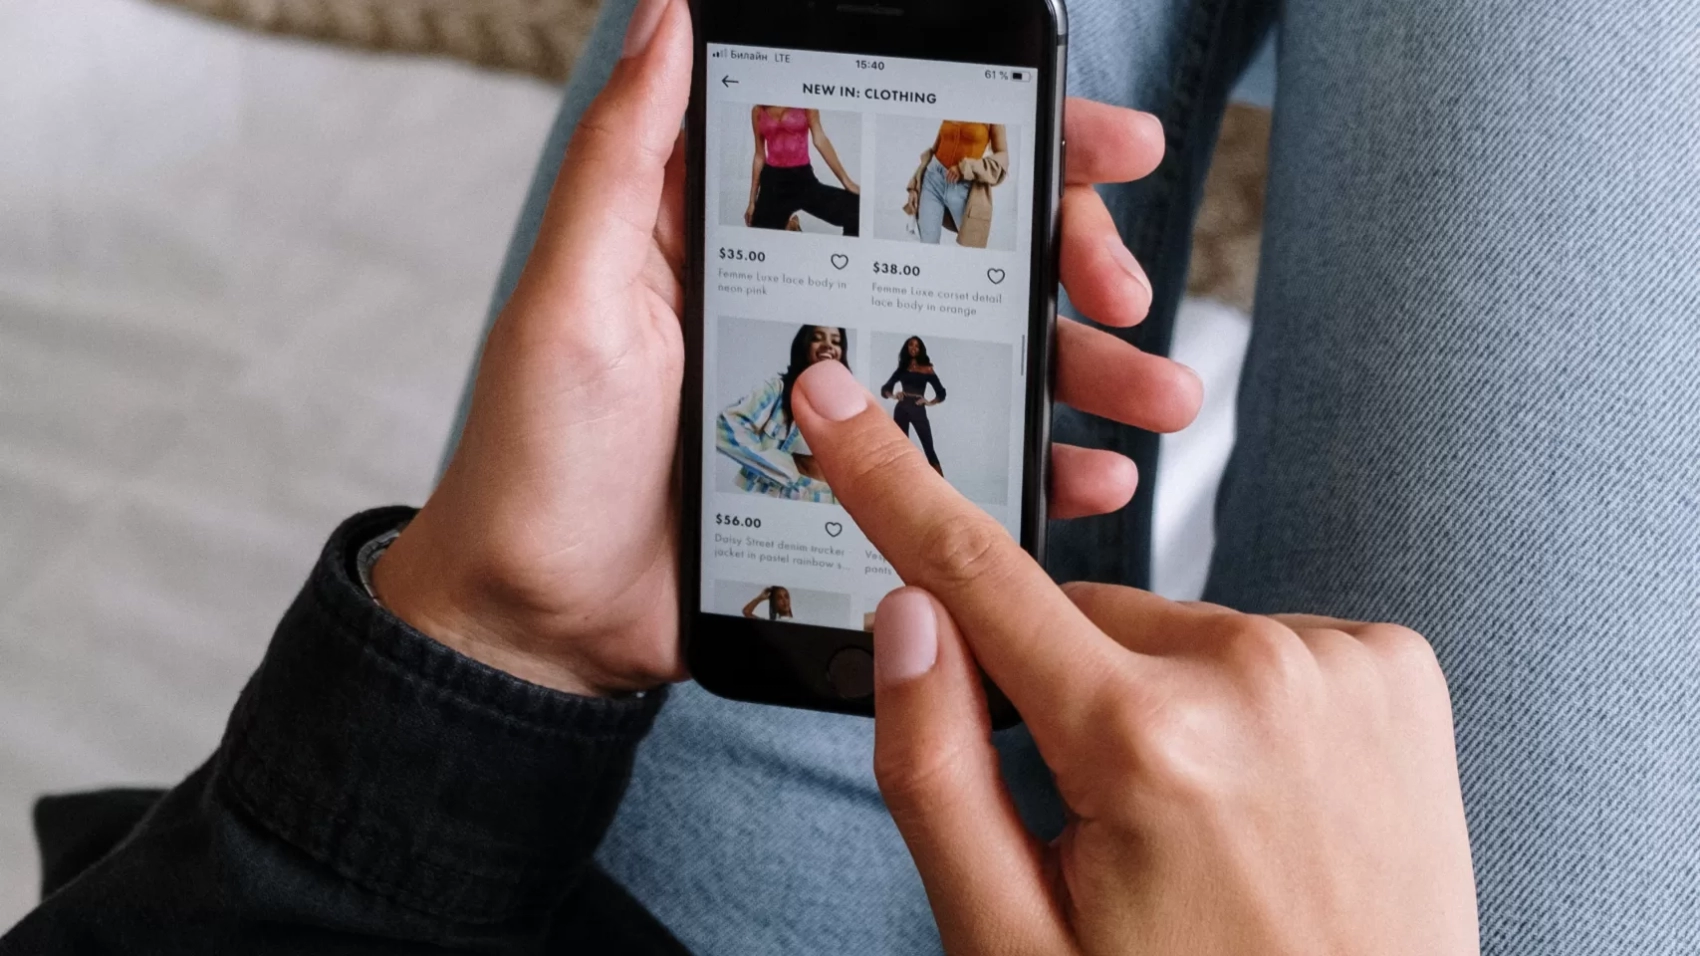 Билайн LTE
15:40
61 %
NEW IN: CLOTHING
$35.00
Femme Luxe lace body in
neon pink
$38.00
Femme Luxe corset detail
lace body in orange
$56.00
Daisy Street denim trucker
jacket in pastel rainbow s...
pants